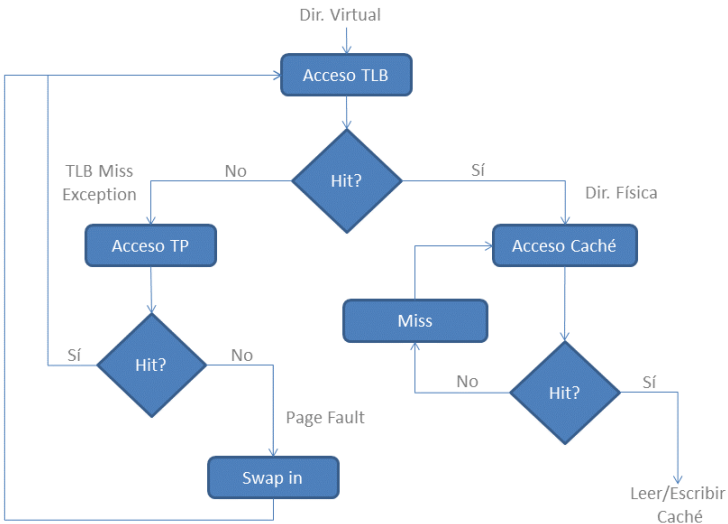 Dir. Virtual
Acceso TLB
Hit?
No
Sí
TLB Miss
Exception
Dir. Física
Acceso TP
Acceso Caché
Miss
Hit?
Sí
No
Hit?
No
Sí
Page Fault
Swap in
Leer/Escribir
Caché